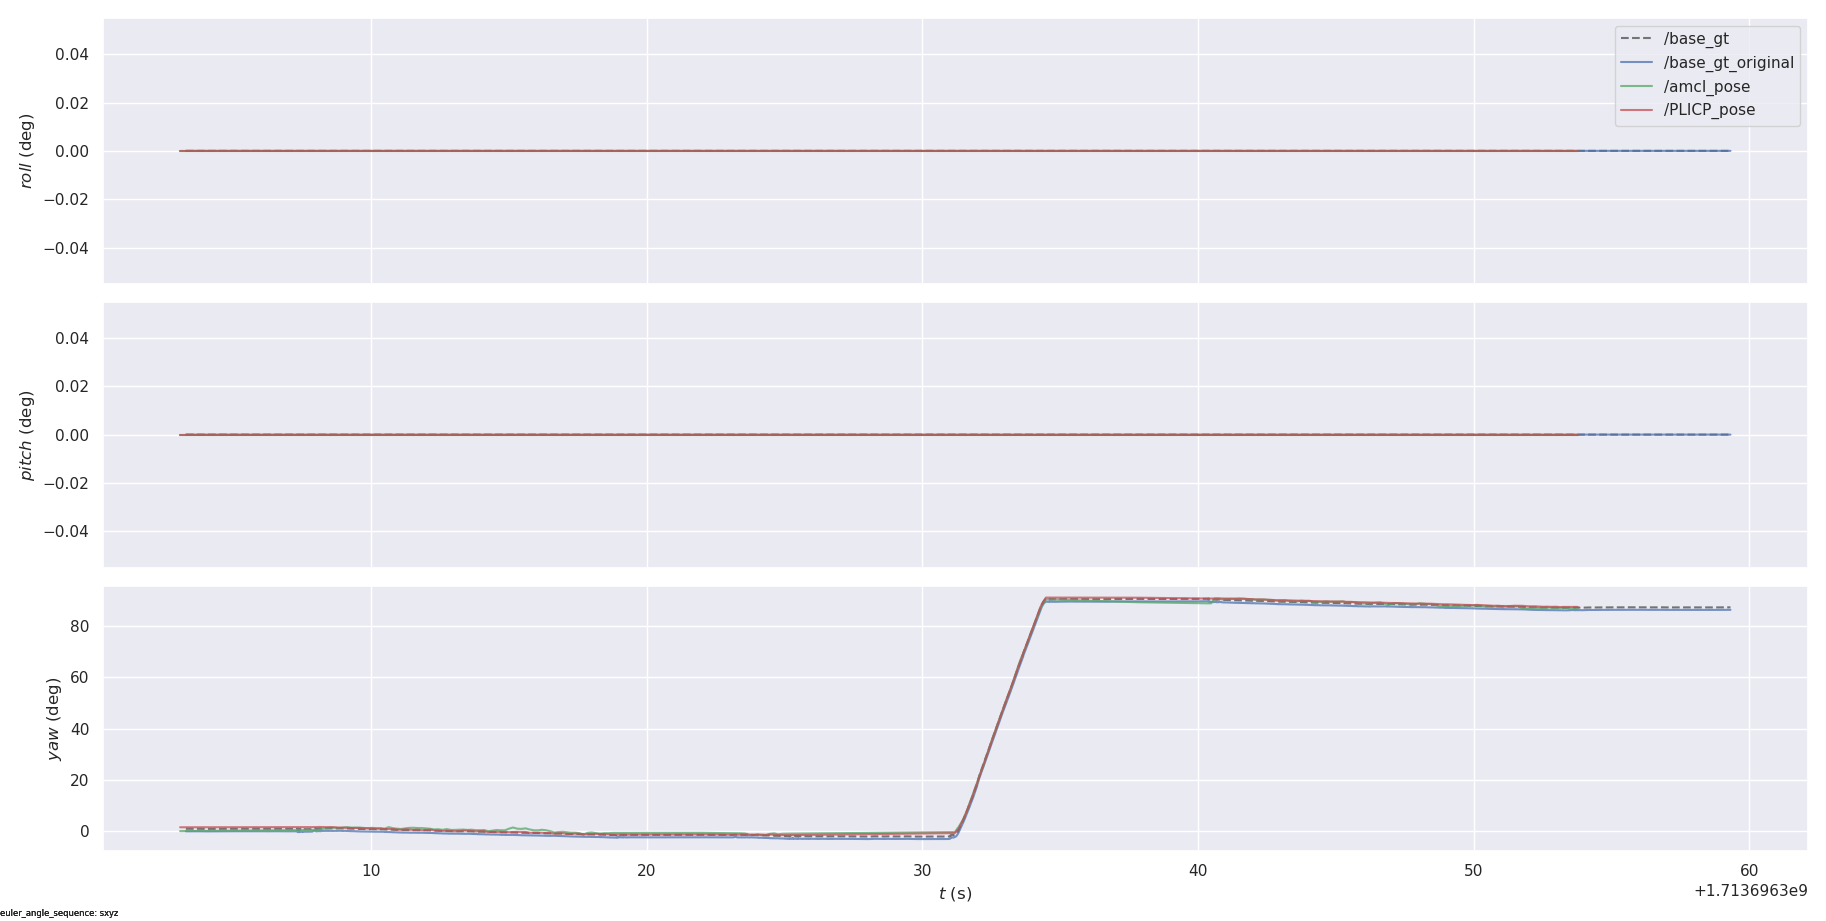 0.04
0.02
0.00
−0.02
−0.04
roll (deg)
/base_gt
/base_gt_original
/amcl_pose
/PLICP_pose
0.04
0.02
0.00
−0.02
−0.04
pitch (deg)
80
60
40
20
0
yaw (deg)
10 20 30 40 50 60
t (s)
+1.7136963e9
euler_angle_sequence: sxyz